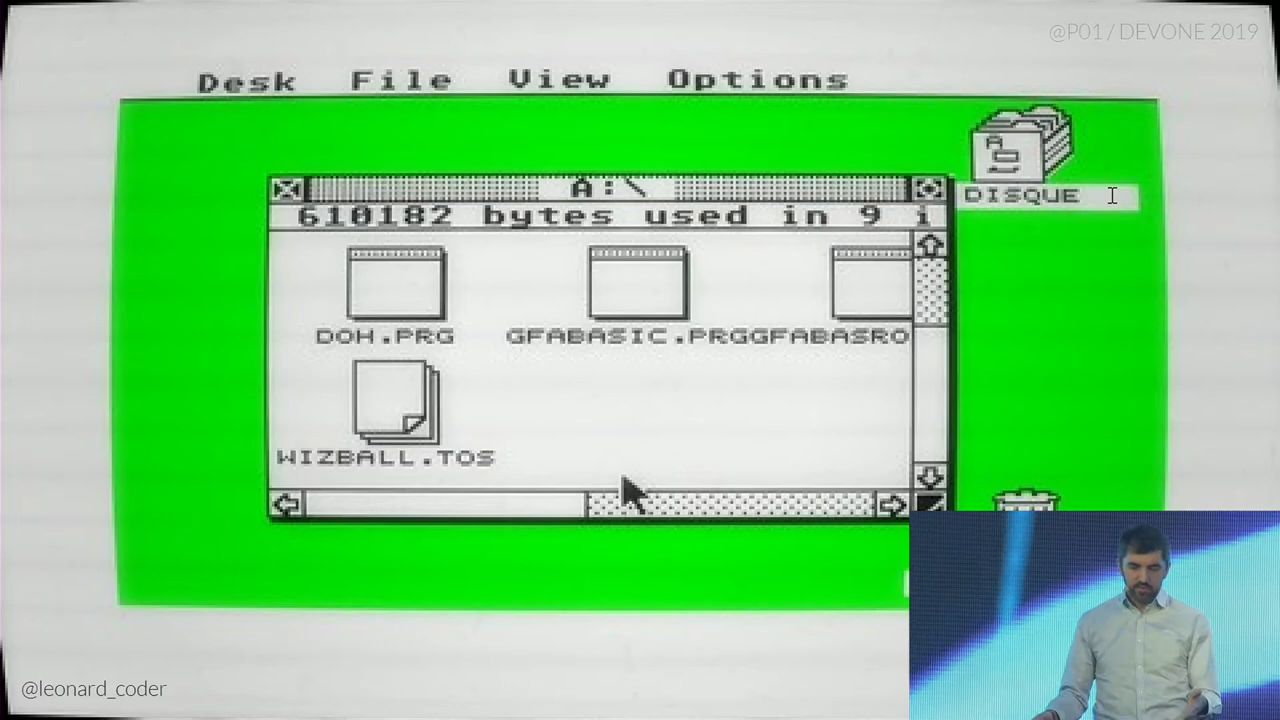 @P01 / DEVONE 2019
Desk File View Options
A:\
DISQUE
610182 bytes used in 9 i
DOH.PRG GFABASIC.PRGGFABASRO
WIZBALL.TOS
@leonard_coder